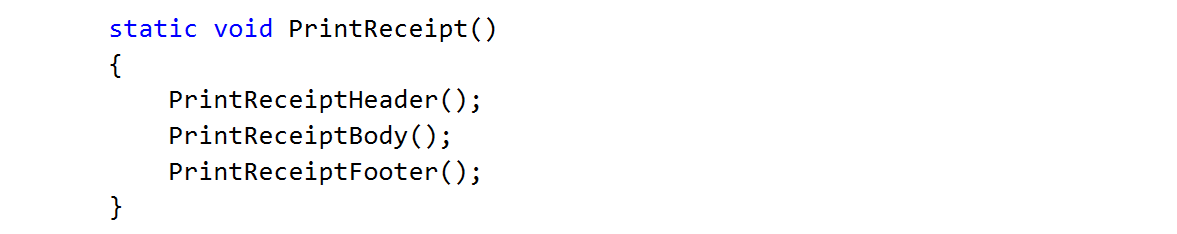 static void PrintReceipt()
{
    PrintReceiptHeader();
    PrintReceiptBody();
    PrintReceiptFooter();
}